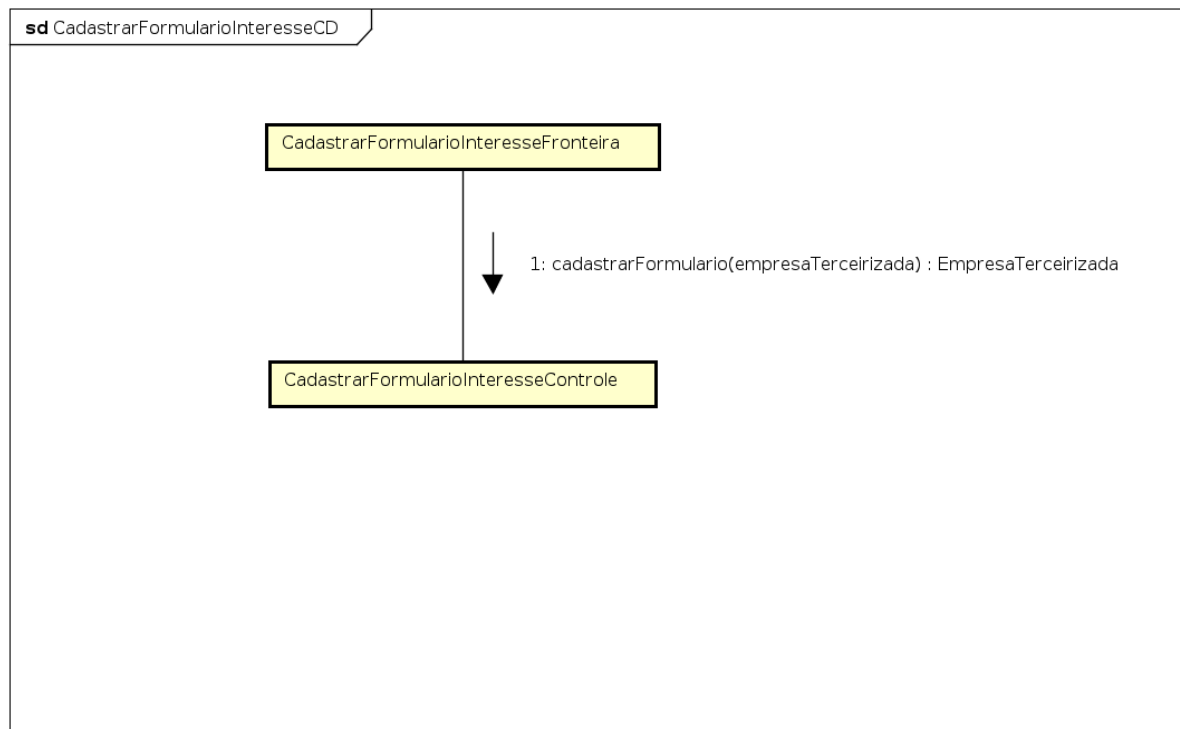 sd CadastrarFormularioInteresseCD
CadastrarFormularioInteresseFronteira
1: cadastrarFormulario(empresaTerceirizada) : EmpresaTerceirizada
CadastrarFormularioInteresseControle